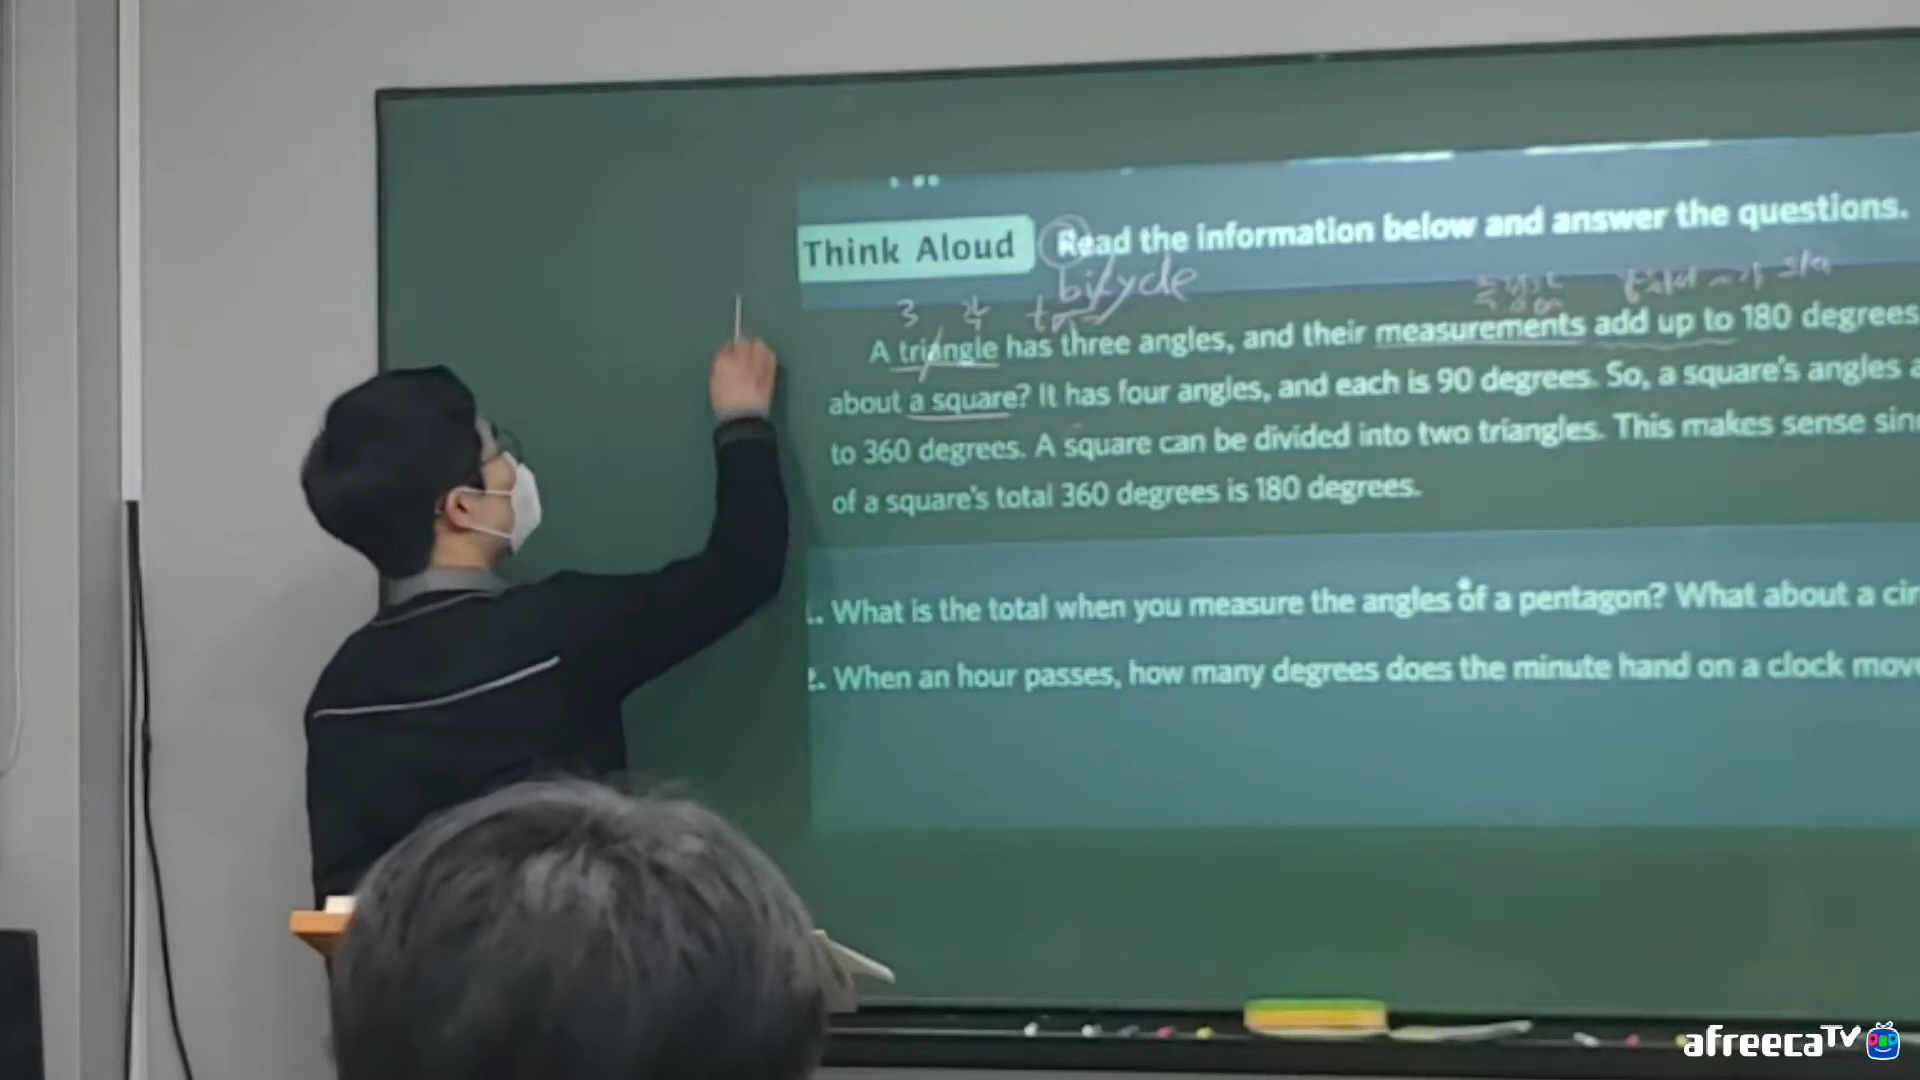 Think Aloud Read the information below and answer the questions.
bicycle
3 각
A triangle has three angles, and their measurements add up to 180 degrees
about a square? It has four angles, and each is 90 degrees. So, a square's angles a
to 360 degrees. A square can be divided into two triangles. This makes sense sin
of a square's total 360 degrees is 180 degrees.
1. What is the total when you measure the angles of a pentagon? What about a cir
2. When an hour passes, how many degrees does the minute hand on a clock move
afreecaTV